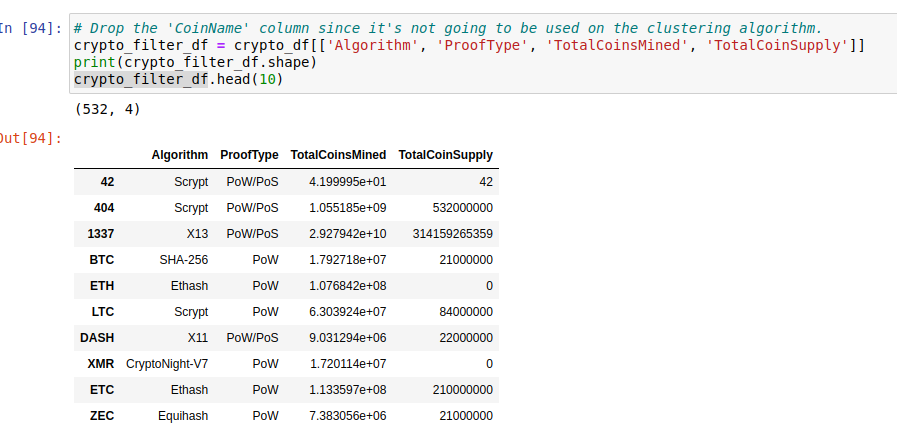 In [94]: # Drop the 'CoinName' column since it's not going to be used on the clustering algorithm.
crypto_filter_df = crypto_df[['Algorithm', 'ProofType', 'TotalCoinsMined', 'TotalCoinSupply']]
print(crypto_filter_df.shape)
crypto_filter_df.head(10)
(532, 4)
Out[94]:
Algorithm ProofType TotalCoinsMined TotalCoinSupply
42 Scrypt PoW/PoS 4.199995e+01 42
404 Scrypt PoW/PoS 1.055185e+09 532000000
1337 X13 PoW/PoS 2.927942e+10 314159265359
BTC SHA-256 PoW 1.792718e+07 21000000
ETH Ethash PoW 1.076842e+08 0
LTC Scrypt PoW 6.303924e+07 84000000
DASH X11 PoW/PoS 9.031294e+06 22000000
XMR CryptoNight-V7 PoW 1.720114e+07 0
ETC Ethash PoW 1.133597e+08 210000000
ZEC Equihash PoW 7.383056e+06 21000000